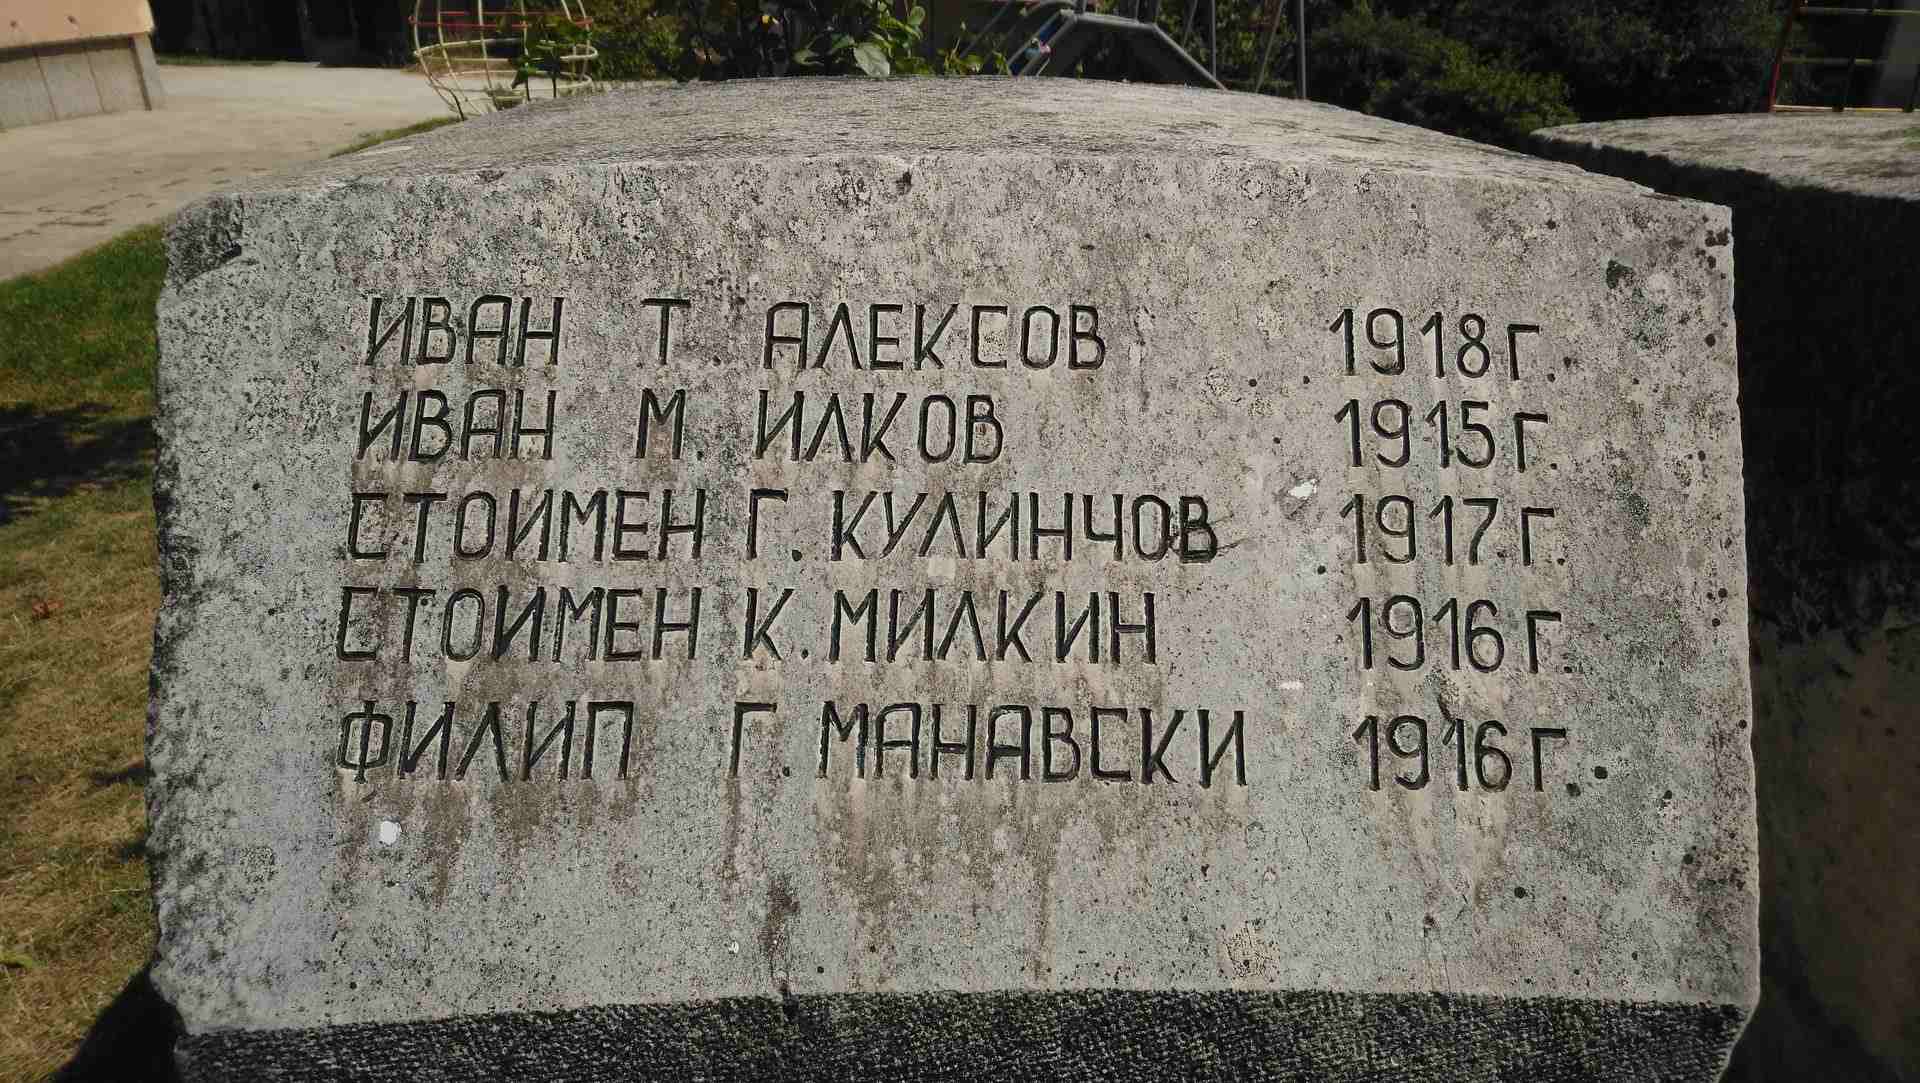 ИВАН Т. АЛЕКСОВ 1918 г.
ИВАН М. ИЛКОВ 1915 г.
СТОИМЕН Г. КУЛИНЧОВ 1917 г.
СТОИМЕН К. МИЛКИН 1916 г.
ФИЛИП Г. МАНАВСКИ 1916 г.